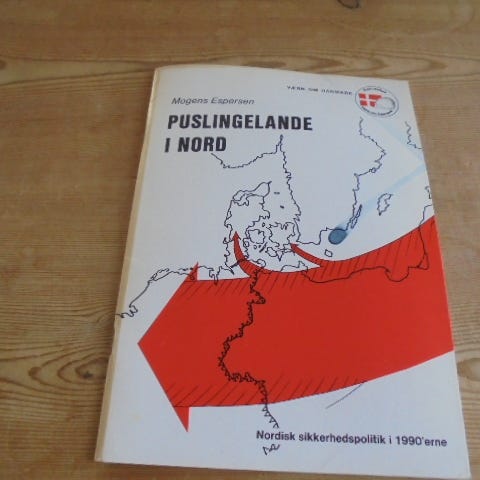 VÆRN OM DANMARK
Mogens Espersen
PUSLINGELANDE
I NORD
Nordisk sikkerhedspolitik i 1990'erne